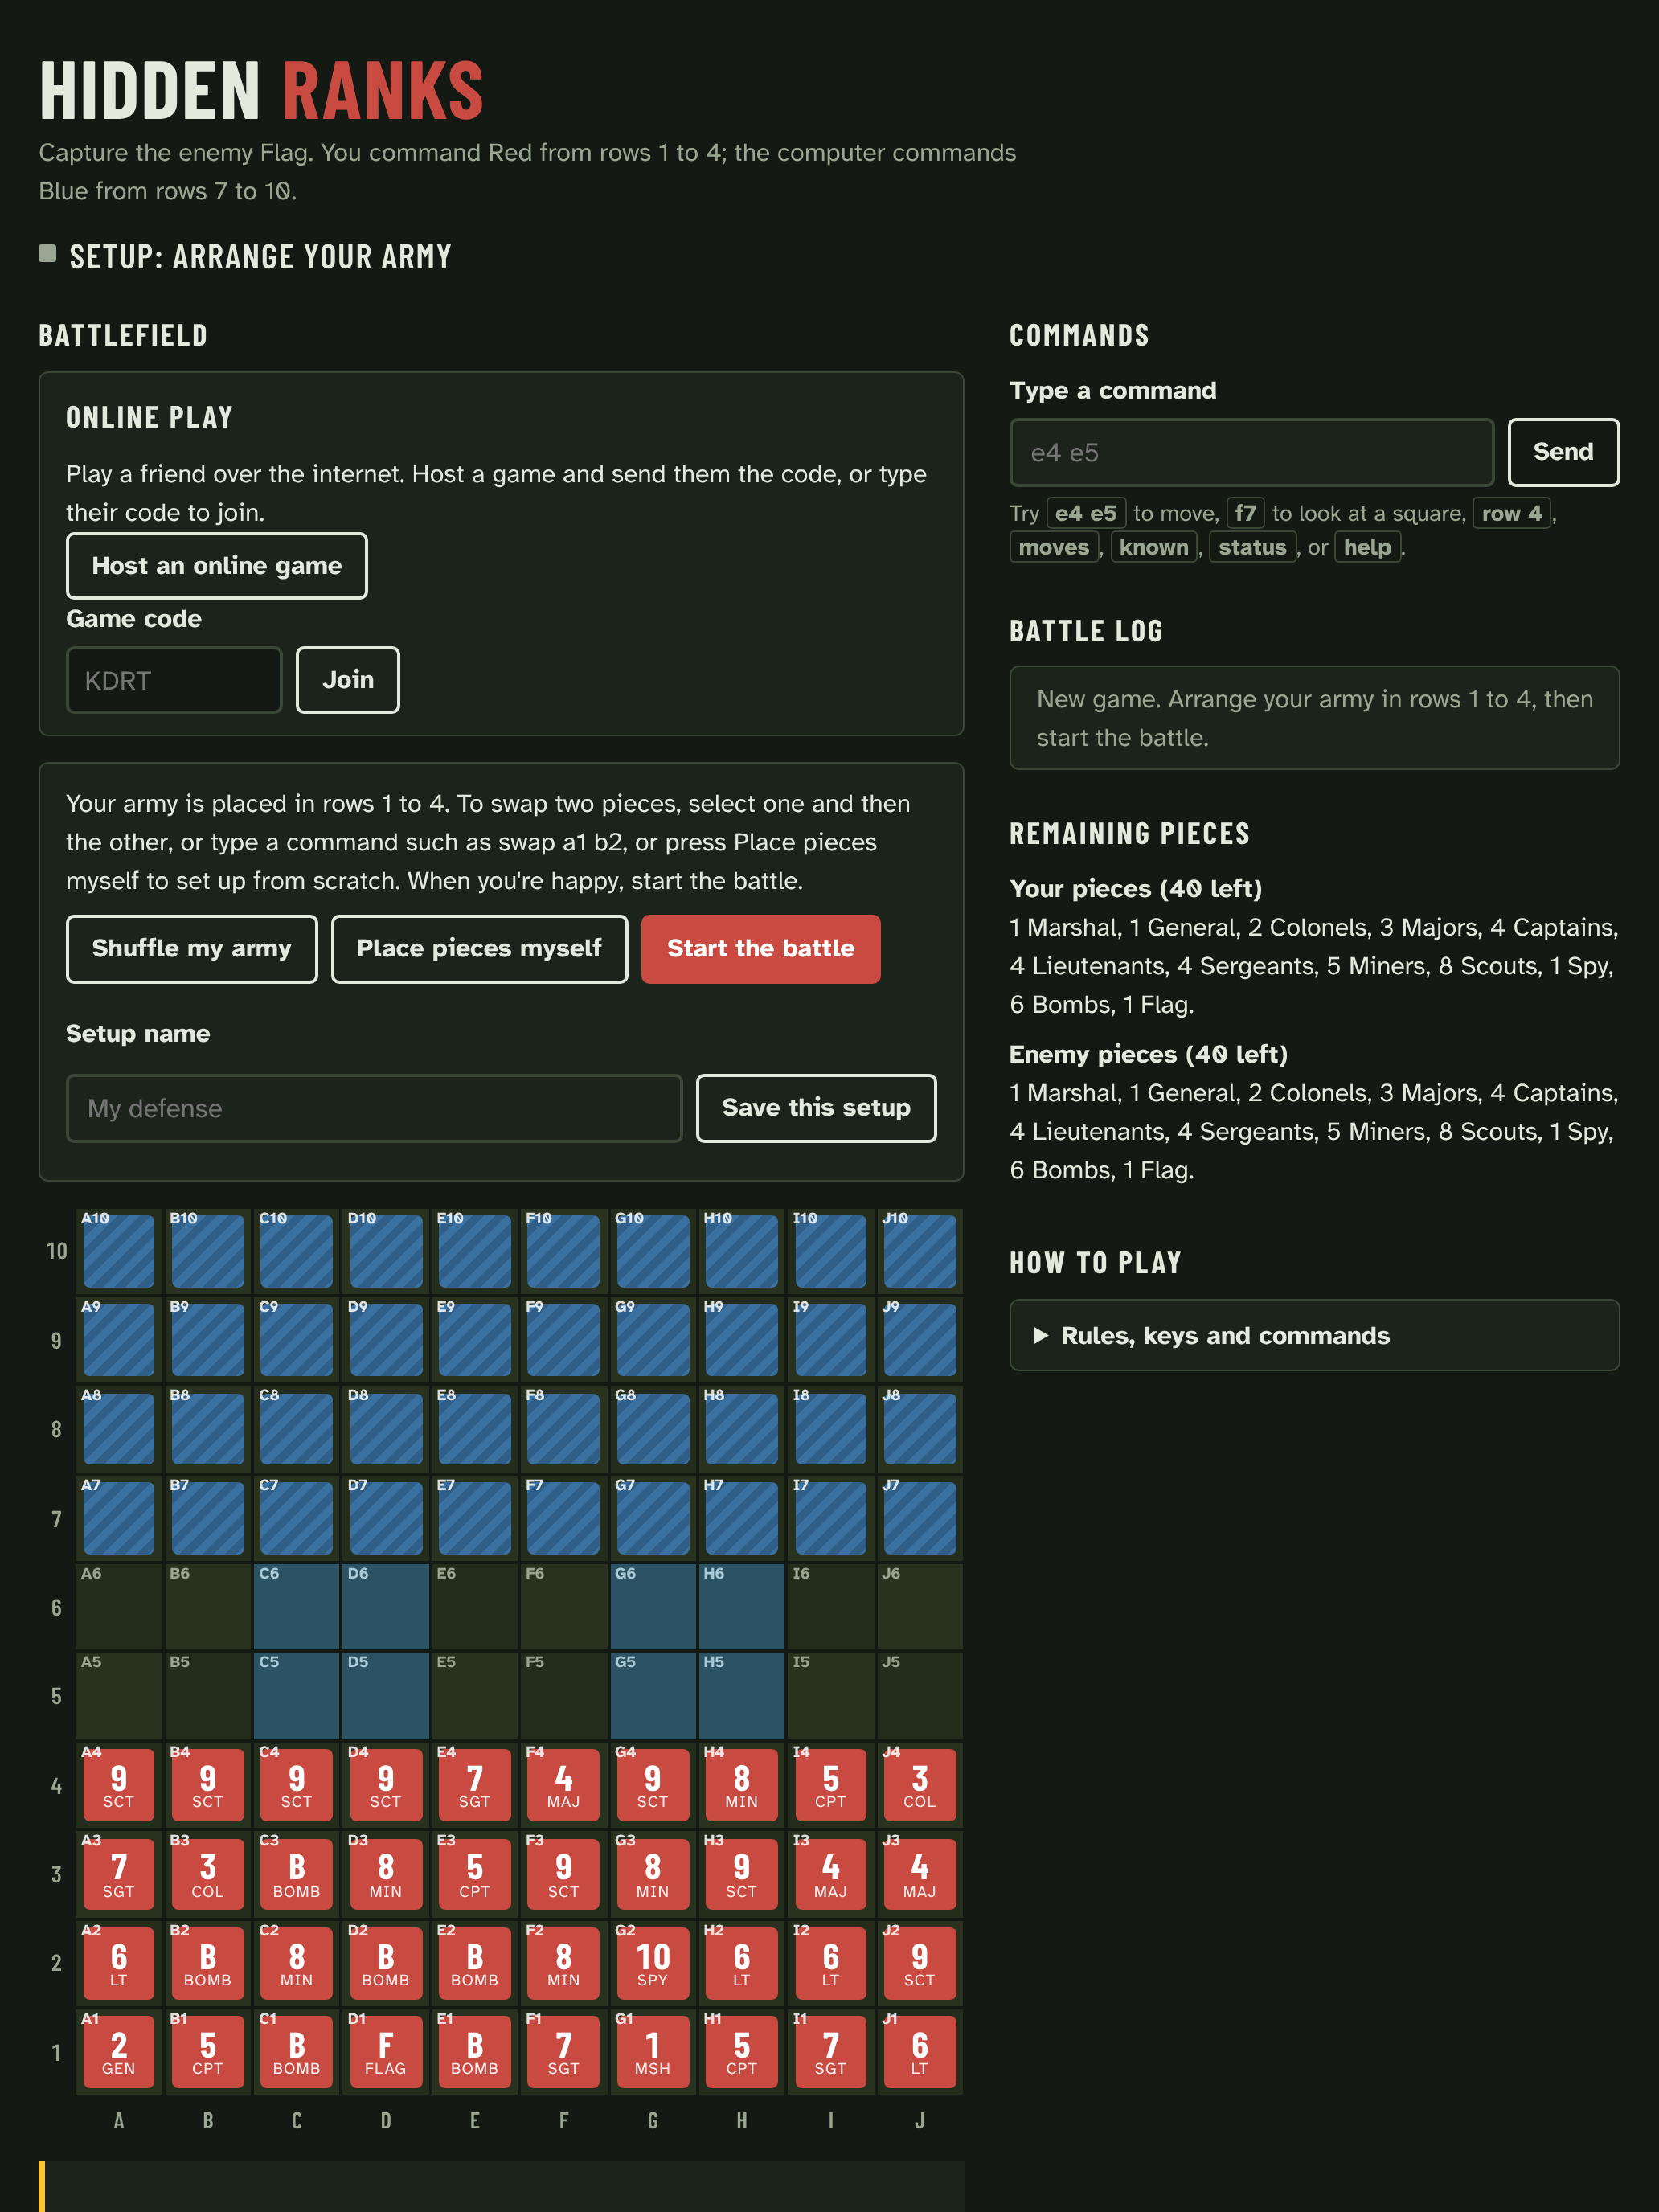 HIDDEN RANKS
Capture the enemy Flag. You command Red from rows 1 to 4; the computer commands
Blue from rows 7 to 10.
SETUP: ARRANGE YOUR ARMY
BATTLEFIELD
ONLINE PLAY
Play a friend over the internet. Host a game and send them the code, or type
their code to join.
Host an online game
Game code
KDRT
Join
Your army is placed in rows 1 to 4. To swap two pieces, select one and then
the other, or type a command such as swap a1 b2, or press Place pieces
myself to set up from scratch. When you're happy, start the battle.
Shuffle my army
Place pieces myself
Start the battle
Setup name
My defense
Save this setup
10 A10 B10 C10 D10 E10 F10 G10 H10 I10 J10
9 A9 B9 C9 D9 E9 F9 G9 H9 I9 J9
8 A8 B8 C8 D8 E8 F8 G8 H8 I8 J8
7 A7 B7 C7 D7 E7 F7 G7 H7 I7 J7
6 A6 B6 C6 D6 E6 F6 G6 H6 I6 J6
5 A5 B5 C5 D5 E5 F5 G5 H5 I5 J5
A4 B4 C4 D4 E4 F4 G4 H4 I4 J4
4 9 9 9 9 7 4 9 8 5 3
SCT SCT SCT SCT SGT MAJ SCT MIN CPT COL
A3 B3 C3 D3 E3 F3 G3 H3 I3 J3
3 7 3 B 8 5 9 8 9 4 4
SGT COL BOMB MIN CPT SCT MIN SCT MAJ MAJ
A2 B2 C2 D2 E2 F2 G2 H2 I2 J2
2 6 B 8 B B 8 10 6 6 9
LT BOMB MIN BOMB BOMB MIN SPY LT LT SCT
A1 B1 C1 D1 E1 F1 G1 H1 I1 J1
1 2 5 B F B 7 1 5 7 6
GEN CPT BOMB FLAG BOMB SGT MSH CPT SGT LT
A B C D E F G H I J
COMMANDS
Type a command
e4 e5
Send
Try e4 e5 to move, f7 to look at a square, row 4,
moves, known, status, or help.
BATTLE LOG
New game. Arrange your army in rows 1 to 4, then
start the battle.
REMAINING PIECES
Your pieces (40 left)
1 Marshal, 1 General, 2 Colonels, 3 Majors, 4 Captains,
4 Lieutenants, 4 Sergeants, 5 Miners, 8 Scouts, 1 Spy,
6 Bombs, 1 Flag.
Enemy pieces (40 left)
1 Marshal, 1 General, 2 Colonels, 3 Majors, 4 Captains,
4 Lieutenants, 4 Sergeants, 5 Miners, 8 Scouts, 1 Spy,
6 Bombs, 1 Flag.
HOW TO PLAY
Rules, keys and commands